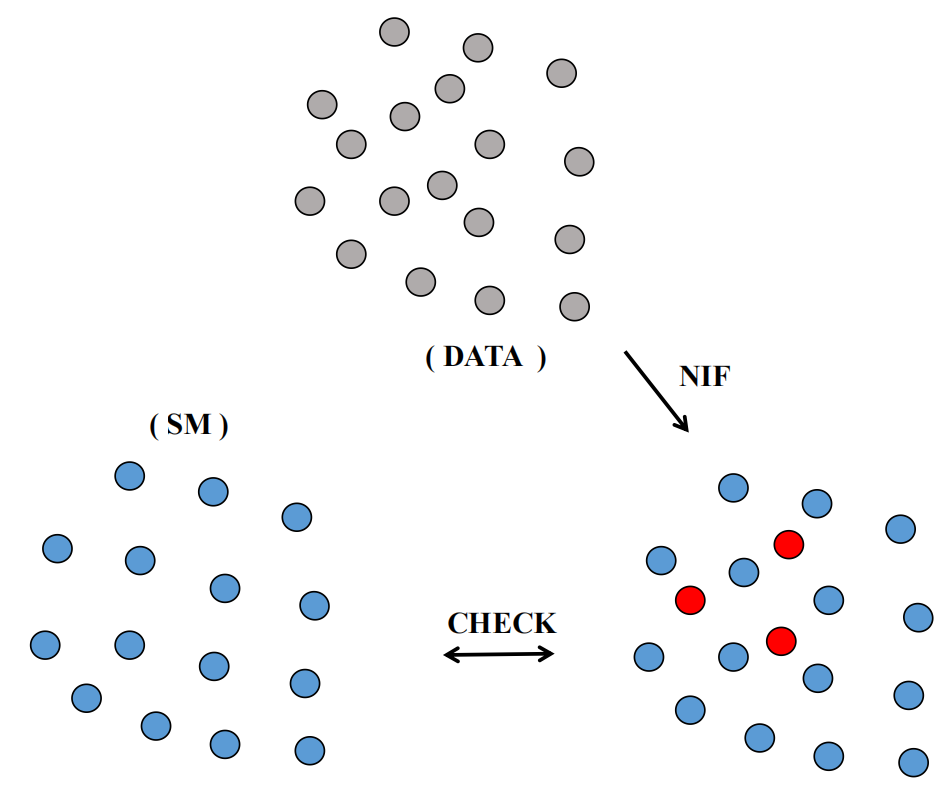 ( DATA )
NIF
( SM )
CHECK